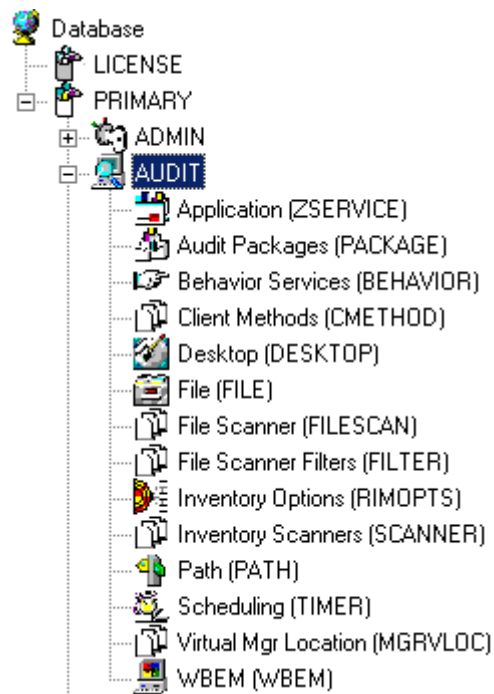 Database
LICENSE
PRIMARY
ADMIN
AUDIT
Application (ZSERVICE)
Audit Packages (PACKAGE)
Behavior Services (BEHAVIOR)
Client Methods (CMETHOD)
Desktop (DESKTOP)
File (FILE)
File Scanner (FILESCAN)
File Scanner Filters (FILTER)
Inventory Options (RIMOPTS)
Inventory Scanners (SCANNER)
Path (PATH)
Scheduling (TIMER)
Virtual Mgr Location (MGRVLOC)
WBEM (WBEM)